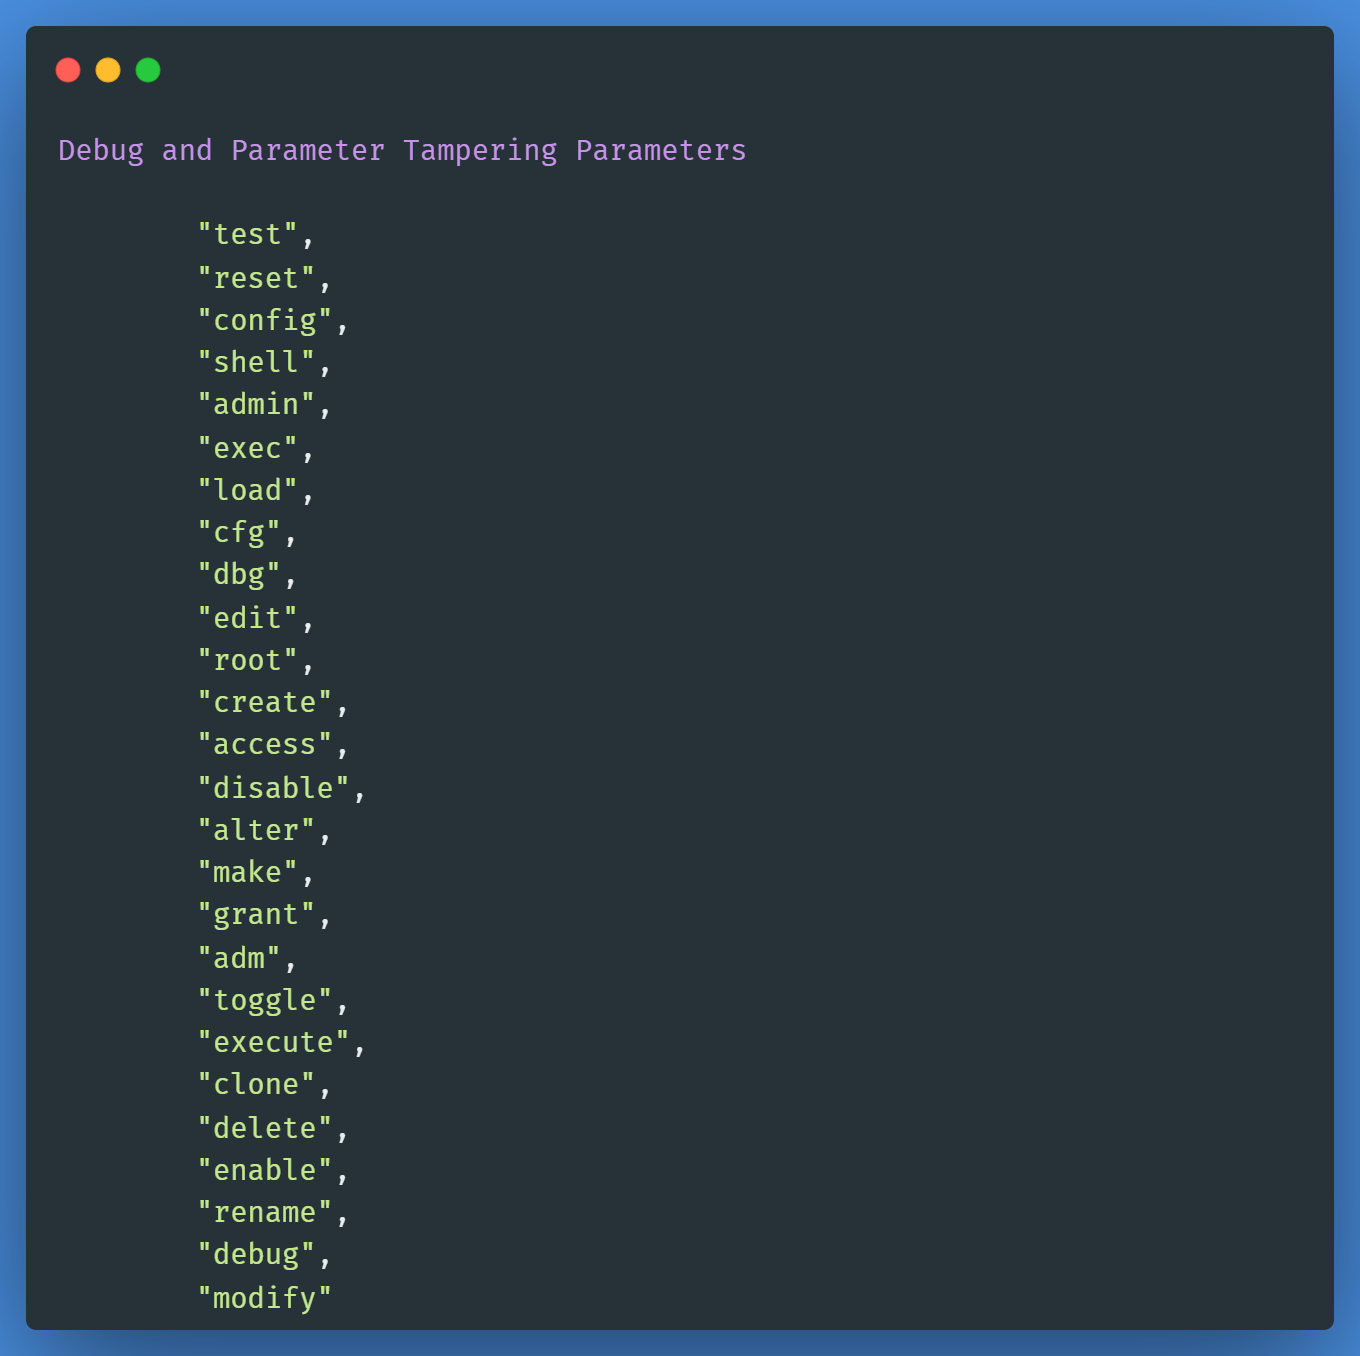 Debug and Parameter Tampering Parameters
"test",
"reset",
"config",
"shell",
"admin",
"exec",
"load",
"cfg",
"dbg",
"edit",
"root",
"create",
"access",
"disable",
"alter",
"make",
"grant",
"adm",
"toggle",
"execute",
"clone",
"delete",
"enable",
"rename",
"debug",
"modify"